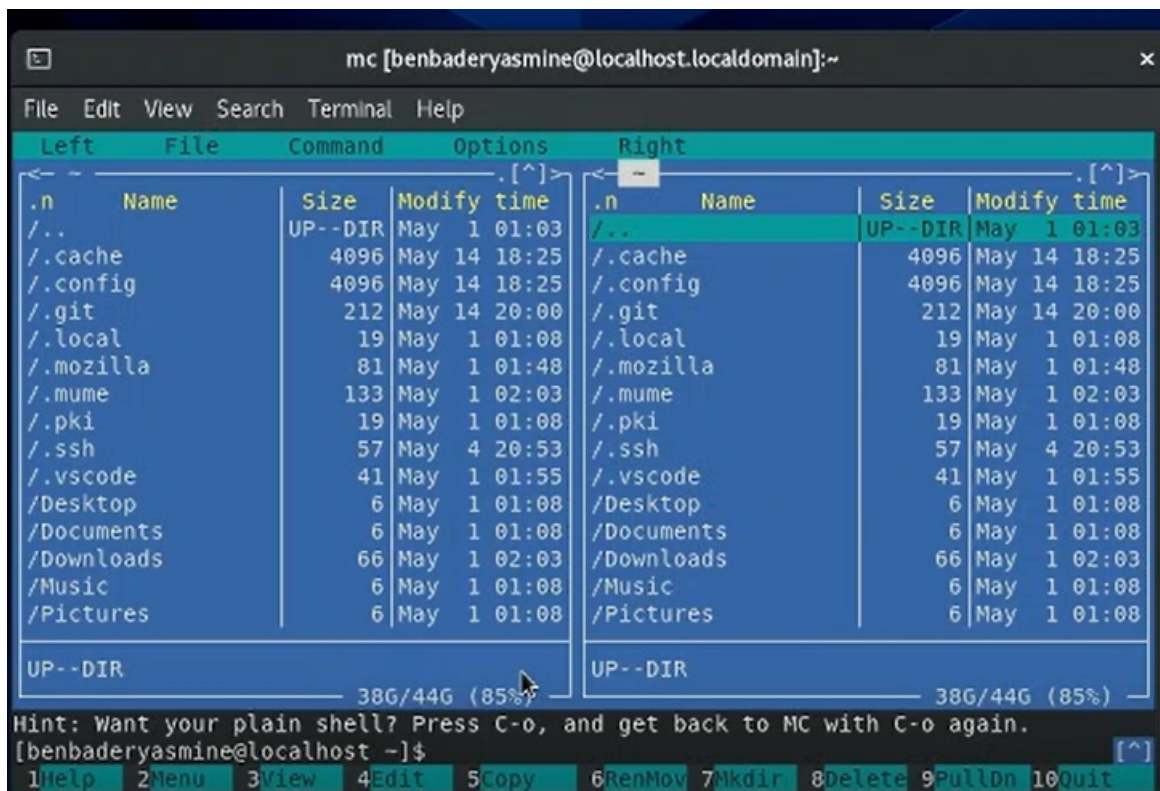 mc [benbaderyasmine@localhost.localdomain]:~ ×
File Edit View Search Terminal Help
Left File Command Options Right
<— ~ .[^]> <— ~ .[^]>
.n Name Size Modify time .n Name Size Modify time
/.. UP--DIR May 1 01:03 /.. UP--DIR May 1 01:03
/.cache 4096 May 14 18:25 /.cache 4096 May 14 18:25
/.config 4096 May 14 18:25 /.config 4096 May 14 18:25
/.git 212 May 14 20:00 /.git 212 May 14 20:00
/.local 19 May 1 01:08 /.local 19 May 1 01:08
/.mozilla 81 May 1 01:48 /.mozilla 81 May 1 01:48
/.mume 133 May 1 02:03 /.mume 133 May 1 02:03
/.pki 19 May 1 01:08 /.pki 19 May 1 01:08
/.ssh 57 May 4 20:53 /.ssh 57 May 4 20:53
/.vscode 41 May 1 01:55 /.vscode 41 May 1 01:55
/Desktop 6 May 1 01:08 /Desktop 6 May 1 01:08
/Documents 6 May 1 01:08 /Documents 6 May 1 01:08
/Downloads 66 May 1 02:03 /Downloads 66 May 1 02:03
/Music 6 May 1 01:08 /Music 6 May 1 01:08
/Pictures 6 May 1 01:08 /Pictures 6 May 1 01:08
UP--DIR UP--DIR
38G/44G (85%) 38G/44G (85%)
Hint: Want your plain shell? Press C-o, and get back to MC with C-o again.
[benbaderyasmine@localhost ~]$ [^]
1Help 2Menu 3View 4Edit 5Copy 6RenMov 7Mkdir 8Delete 9PullDn 10Quit